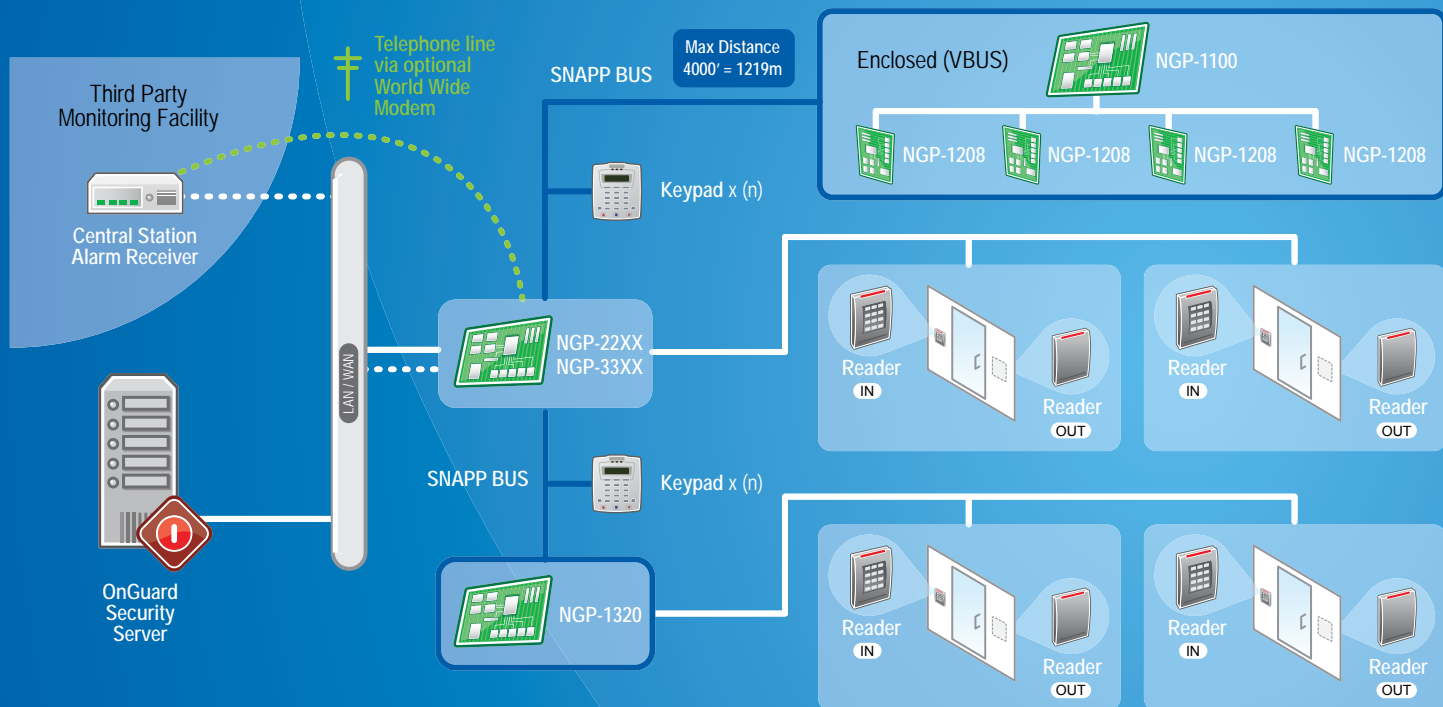 Third Party
Monitoring Facility
Central Station
Alarm Receiver
Telephone line
via optional
World Wide
Modem
LAN / WAN
OnGuard
Security
Server
SNAPP BUS
Max Distance
4000' = 1219m
Enclosed (VBUS)
NGP-1100
NGP-1208
NGP-1208
NGP-1208
NGP-1208
Keypad x (n)
NGP-22XX
NGP-33XX
Reader
IN
Reader
OUT
Reader
IN
Reader
OUT
SNAPP BUS
Keypad x (n)
NGP-1320
Reader
IN
Reader
OUT
Reader
IN
Reader
OUT